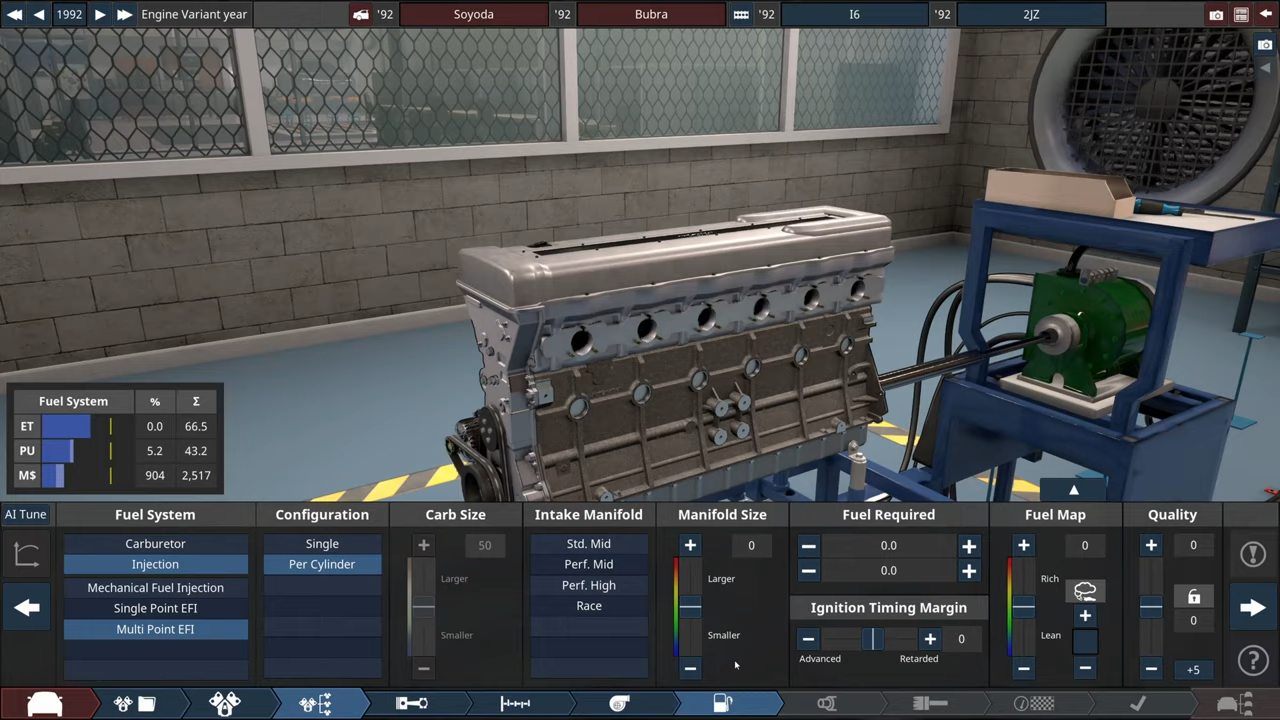 1992 Engine Variant year '92 Soyoda '92 Bubra '92 I6 '92 2JZ
Fuel System % Σ
ET 0.0 66.5
PU 5.2 43.2
M$ 904 2,517
AI Tune
Fuel System
Carburetor
Injection
Mechanical Fuel Injection
Single Point EFI
Multi Point EFI
Configuration
Single
Per Cylinder
Carb Size
50
Larger
Smaller
Intake Manifold
Std. Mid
Perf. Mid
Perf. High
Race
Manifold Size
0
Larger
Smaller
Fuel Required
0.0
0.0
Ignition Timing Margin
0
Advanced Retarded
Fuel Map
0
Rich
Lean
Quality
0
0
+5